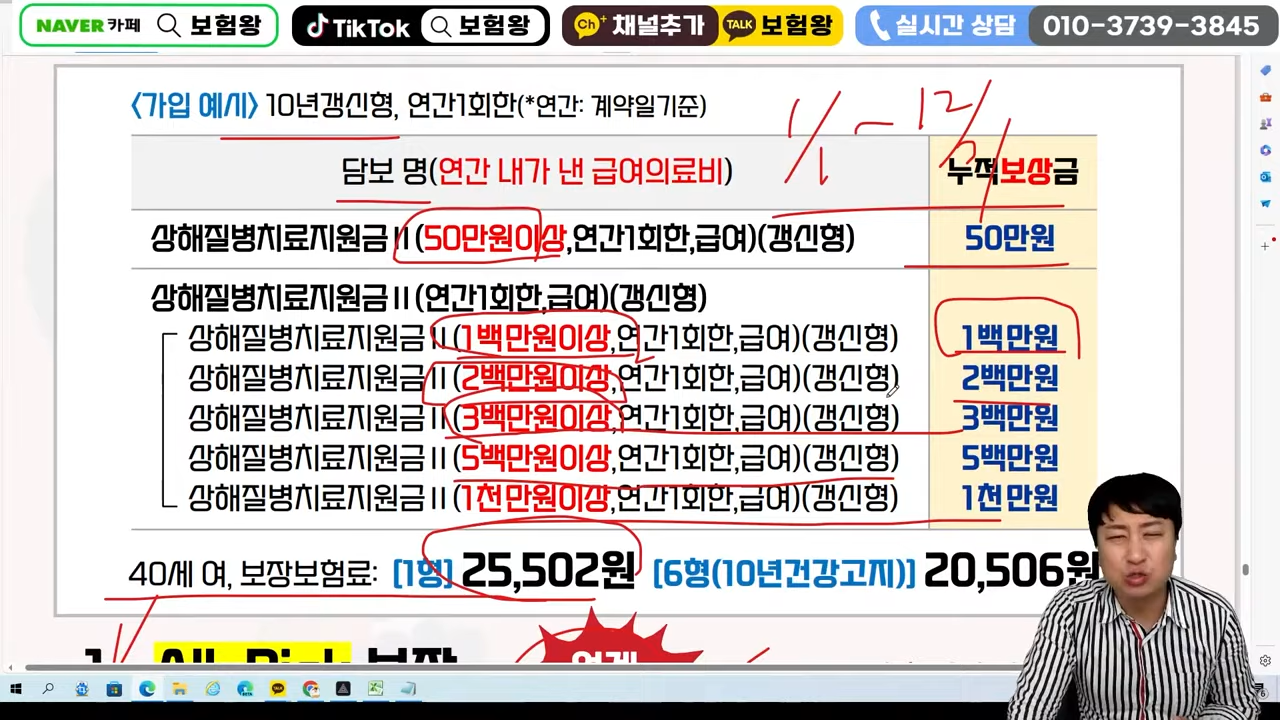 NAVER 카페 보험왕 TikTok 보험왕 Ch+ 채널추가 TALK 보험왕 실시간 상담 010-3739-3845
<가입 예시> 10년갱신형, 연간1회한(*연간: 계약일기준)
1/1 ~ 12/
담보 명(연간 내가 낸 급여의료비) 누적보상금
상해질병치료지원금Ⅱ(50만원이상,연간1회한,급여)(갱신형) 50만원
상해질병치료지원금Ⅱ(연간1회한,급여)(갱신형)
상해질병치료지원금Ⅱ(1백만원이상,연간1회한,급여)(갱신형) 1백만원
상해질병치료지원금Ⅱ(2백만원이상,연간1회한,급여)(갱신형) 2백만원
상해질병치료지원금Ⅱ(3백만원이상,연간1회한,급여)(갱신형) 3백만원
상해질병치료지원금Ⅱ(5백만원이상,연간1회한,급여)(갱신형) 5백만원
상해질병치료지원금Ⅱ(1천만원이상,연간1회한,급여)(갱신형) 1천만원
40세 여, 보장보험료: [1형] 25,502원 [6형(10년건강고지)] 20,506원